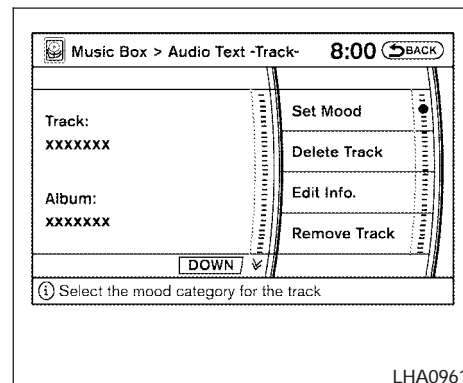 Music Box > Audio Text -Track- 8:00 BACK
Track:
xxxxxxx
Album:
xxxxxxx
DOWN
Set Mood
Delete Track
Edit Info.
Remove Track
i Select the mood category for the track
LHA0961